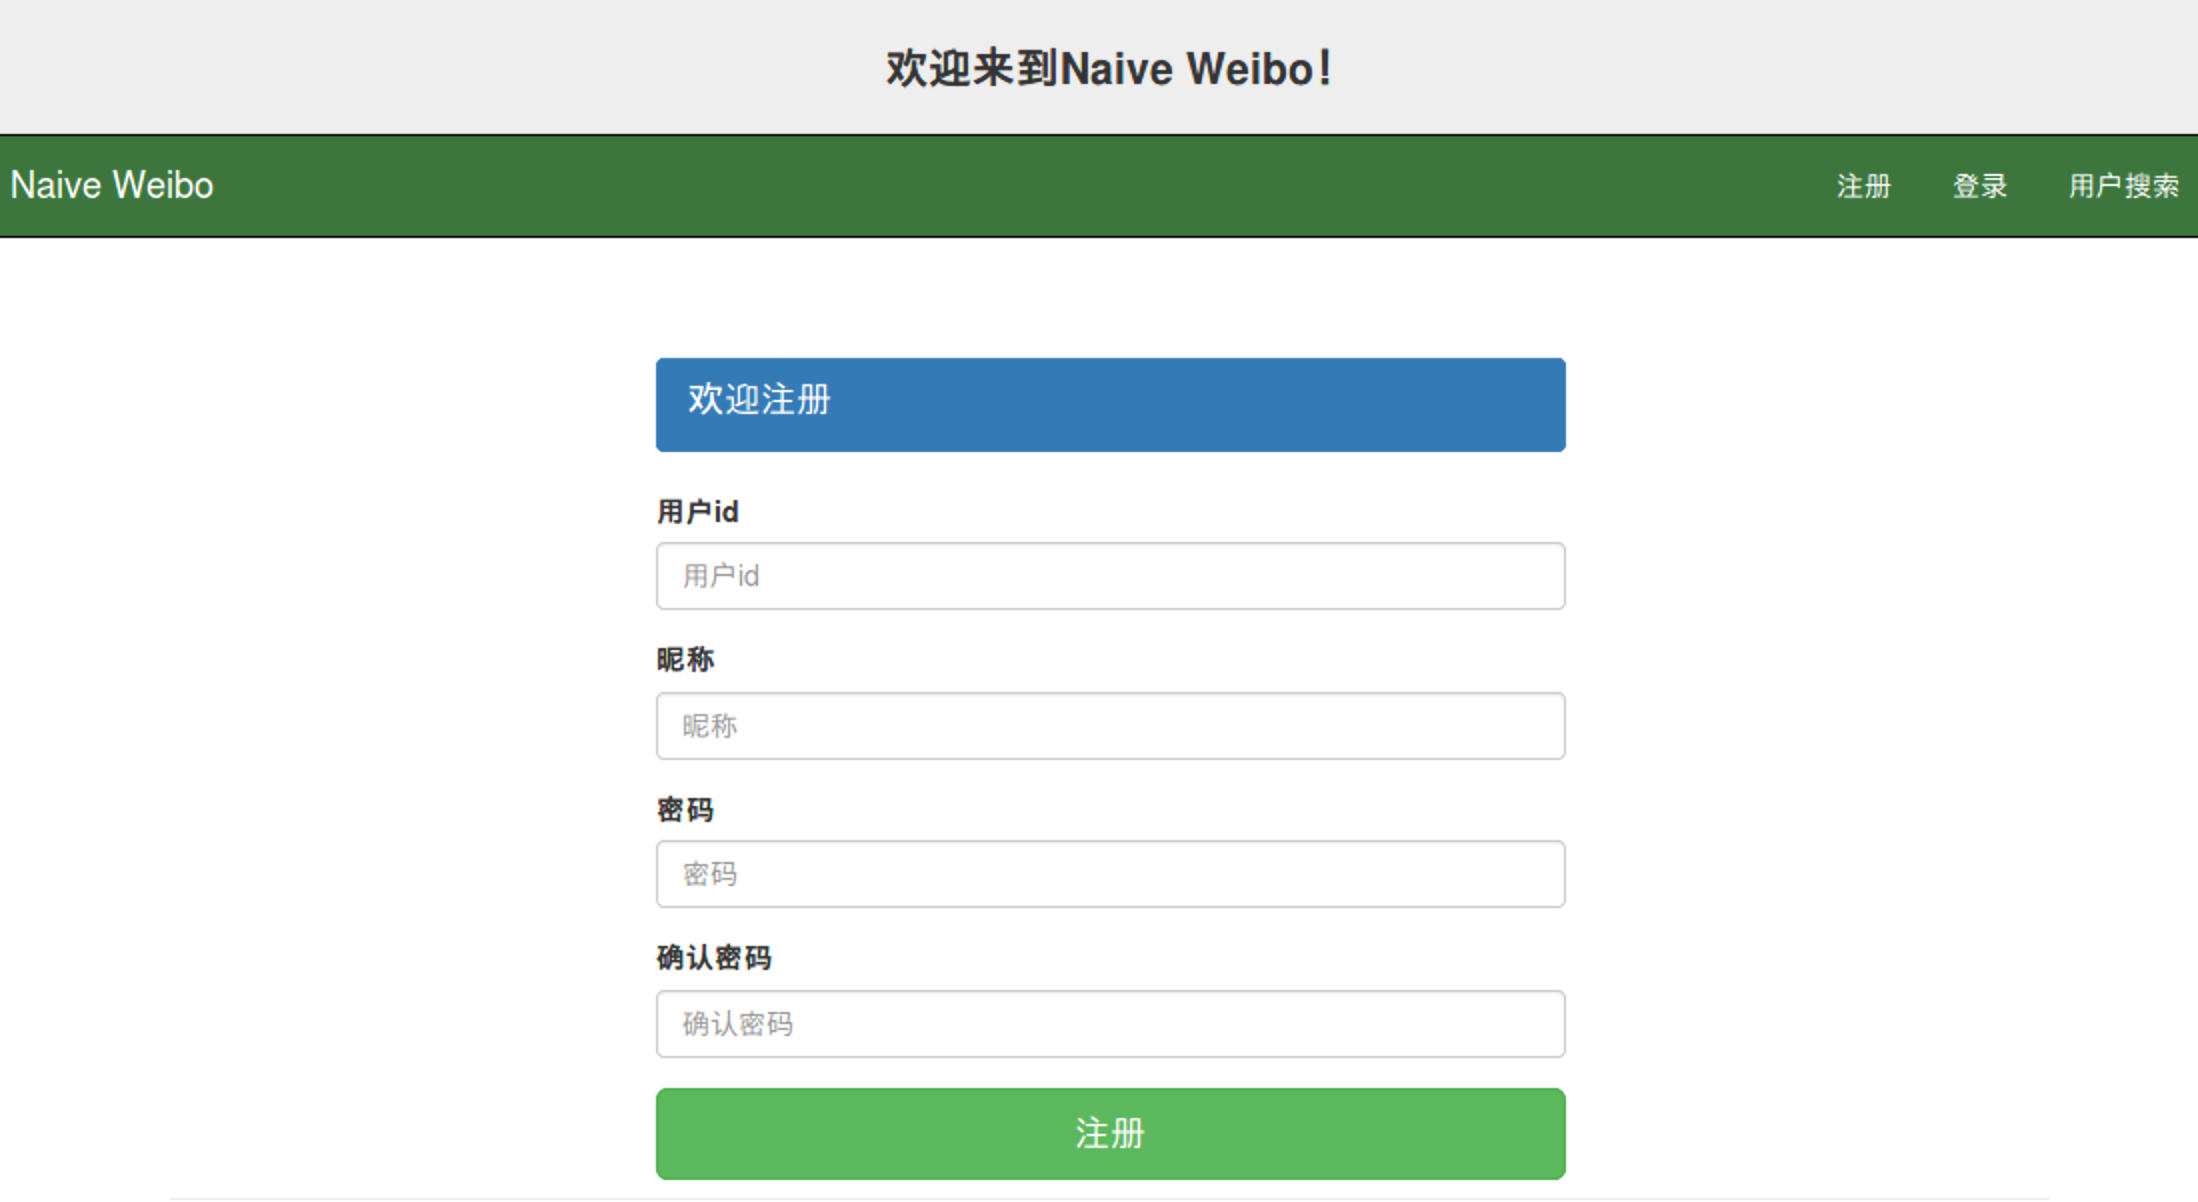 欢迎来到Naive Weibo！
Naive Weibo 注册 登录 用户搜索
欢迎注册
用户id
用户id
昵称
昵称
密码
密码
确认密码
确认密码
注册